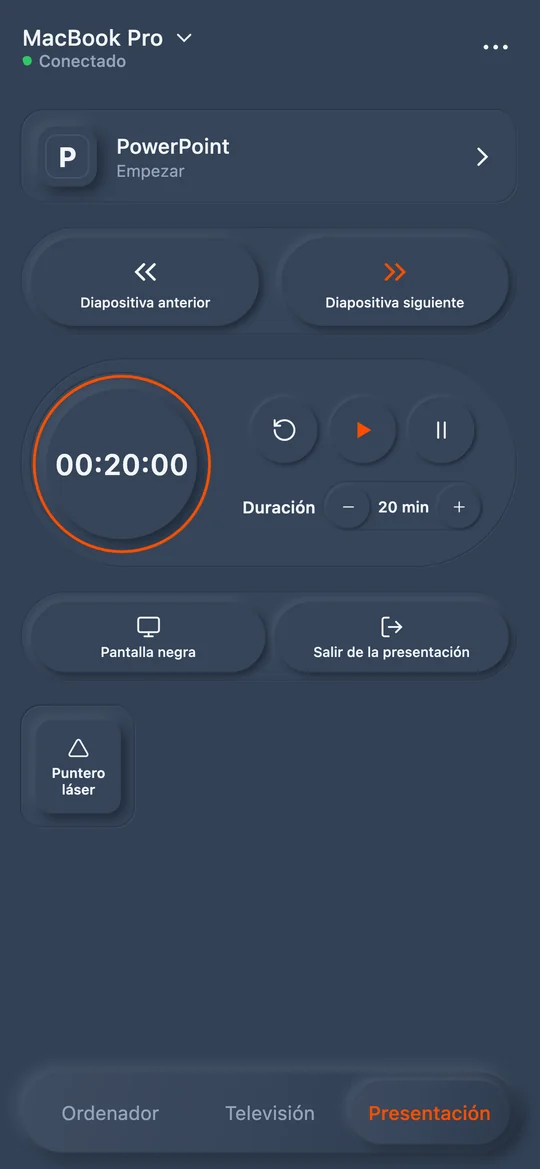 MacBook Pro
Conectado
P
PowerPoint
Empezar
Diapositiva anterior
Diapositiva siguiente
00:20:00
Duración
20 min
Pantalla negra
Salir de la presentación
Puntero
láser
Ordenador
Televisión
Presentación